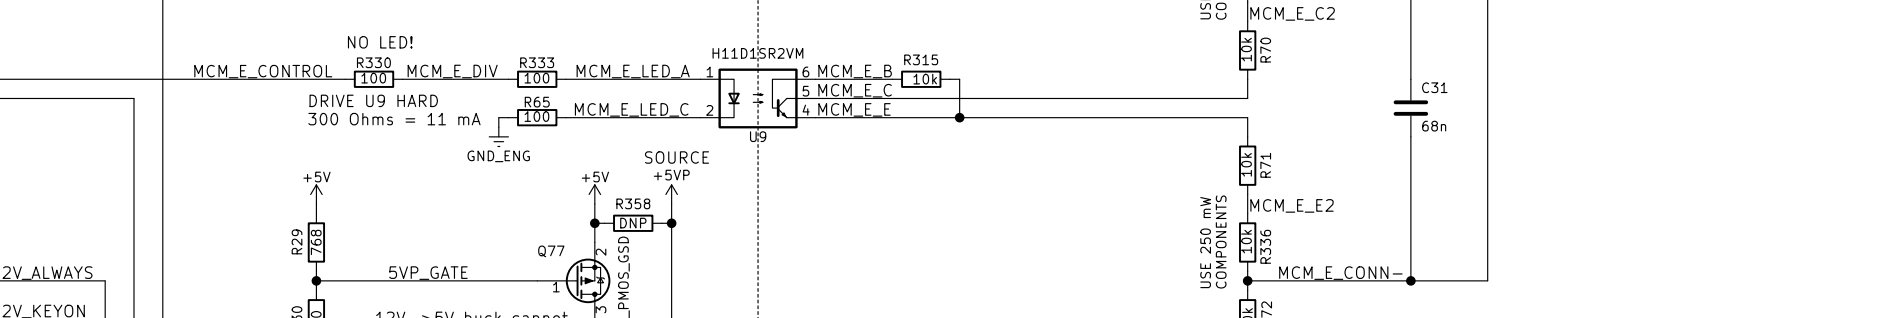 MCM_E_C2
10k
R70
NO LED!
H11D1SR2VM
R330
R333
R315
MCM_E_CONTROL
100
MCM_E_DIV
100
MCM_E_LED_A
1
6
MCM_E_B
10k
5
MCM_E_C
C31
DRIVE U9 HARD
R65
300 Ohms = 11 mA
100
MCM_E_LED_C
2
4
MCM_E_E
68n
U9
GND_ENG
SOURCE
+5V
+5V
+5VP
10k
R71
R358
DNP
USE 250 mW
COMPONENTS
MCM_E_E2
R29
768
Q77
2
PMOS_GSD
10k
R336
2V_ALWAYS
5VP_GATE
1
3
MCM_E_CONN-
2V_KEYON
72